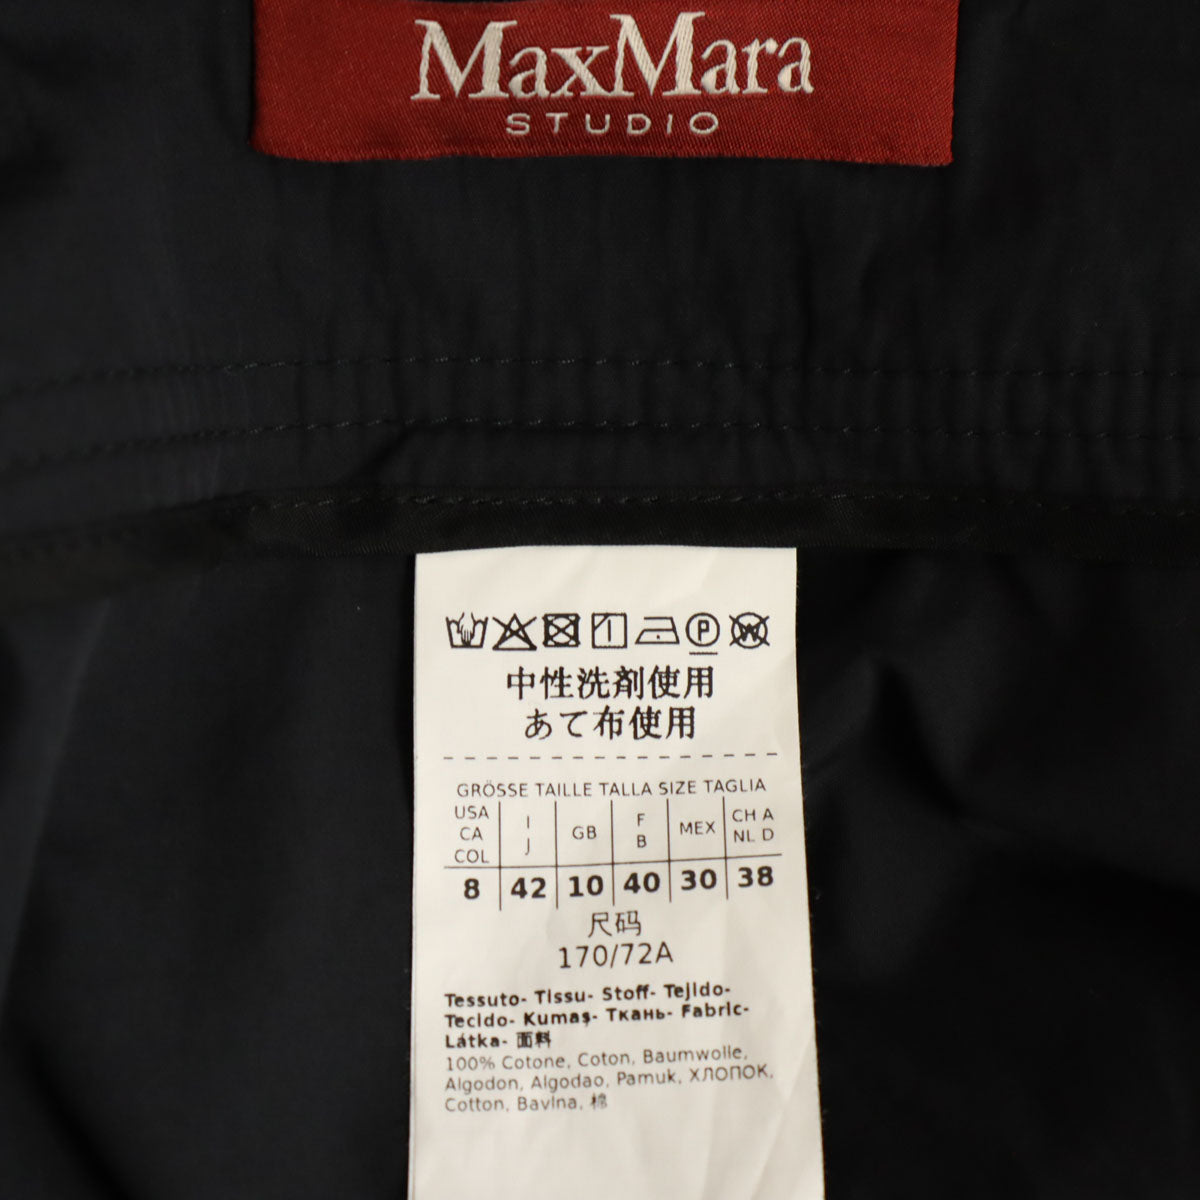 MaxMara
STUDIO
P W
中性洗剤使用
あて布使用
GRÖSSE TAILLE TALLA SIZE TAGLIA
USA CA COL I J GB F B MEX CH A NL D
8 42 10 40 30 38
尺码
170/72A
Tessuto- Tissu- Stoff- Tejido-
Tecido- Kumaş- Ткань- Fabric-
Látka- 面料
100% Cotone, Coton, Baumwolle,
Algodon, Algodao, Pamuk, ХЛОПОК,
Cotton, Bavlna, 棉